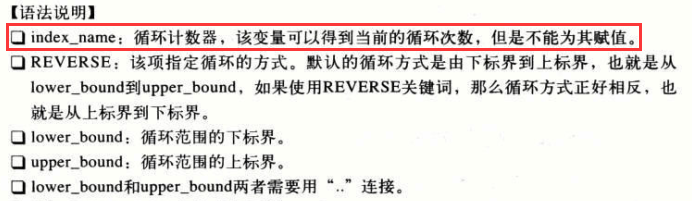 【语法说明】
❑ index_name：循环计数器，该变量可以得到当前的循环次数，但是不能为其赋值。
❑ REVERSE：该项指定循环的方式。默认的循环方式是由下标界到上标界，也就是从
lower_bound到upper_bound，如果使用REVERSE关键词，那么循环方式正好相反，也
就是从上标界到下标界。
❑ lower_bound：循环范围的下标界。
❑ upper_bound：循环范围的上标界。
❑ lower_bound和upper_bound两者需要用“..”连接。